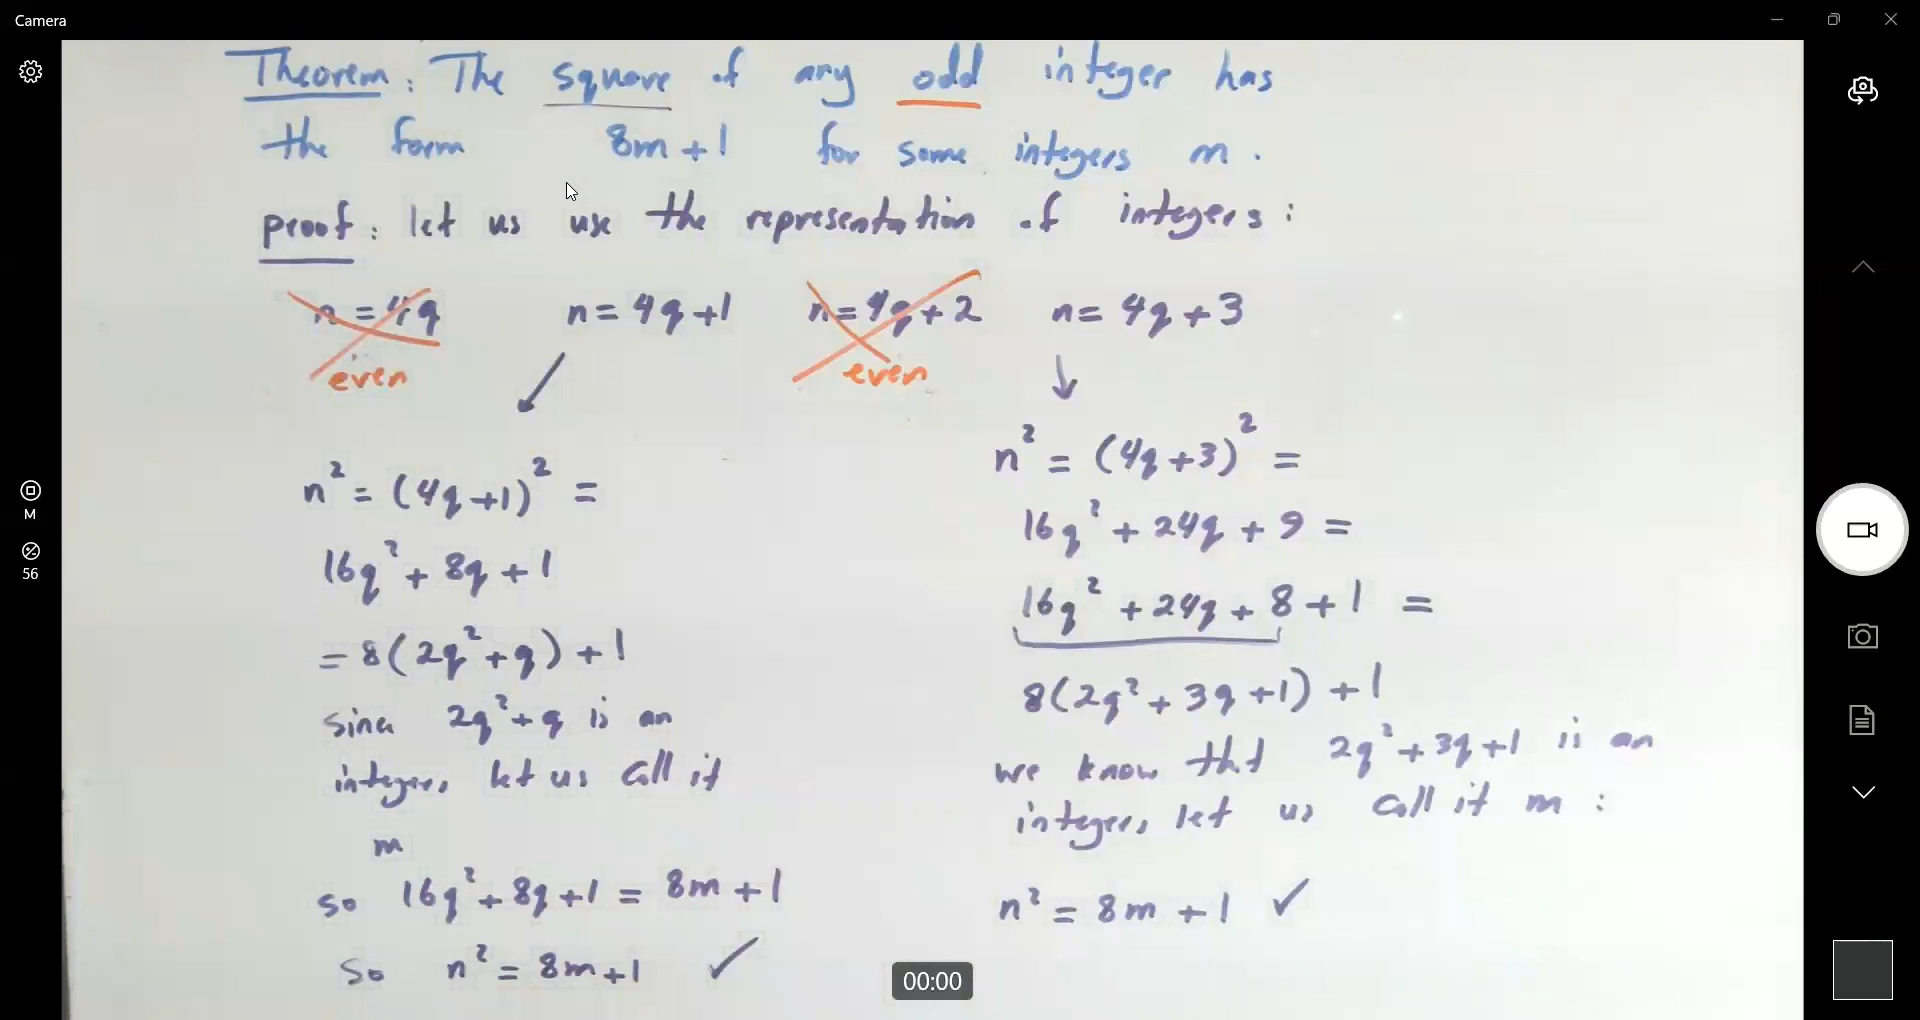 Camera
Theorem: The square of any odd integer has
the form 8m+1 for some integers m.
proof: let us use the representation of integers:
n=4q n=4q+1 n=4q+2 n=4q+3
even even
n² = (4q+1)² =
16q² + 8q + 1
= 8(2q²+q)+1
since 2q²+q is an
integer, let us call it
m
so 16q²+8q+1 = 8m+1
so n² = 8m+1 ✓
n² = (4q+3)² =
16q² + 24q + 9 =
16q² + 24q + 8 + 1 =
8(2q² + 3q + 1) + 1
we know that 2q²+3q+1 is an
integer, let us call it m:
n² = 8m + 1 ✓
M
56
00:00